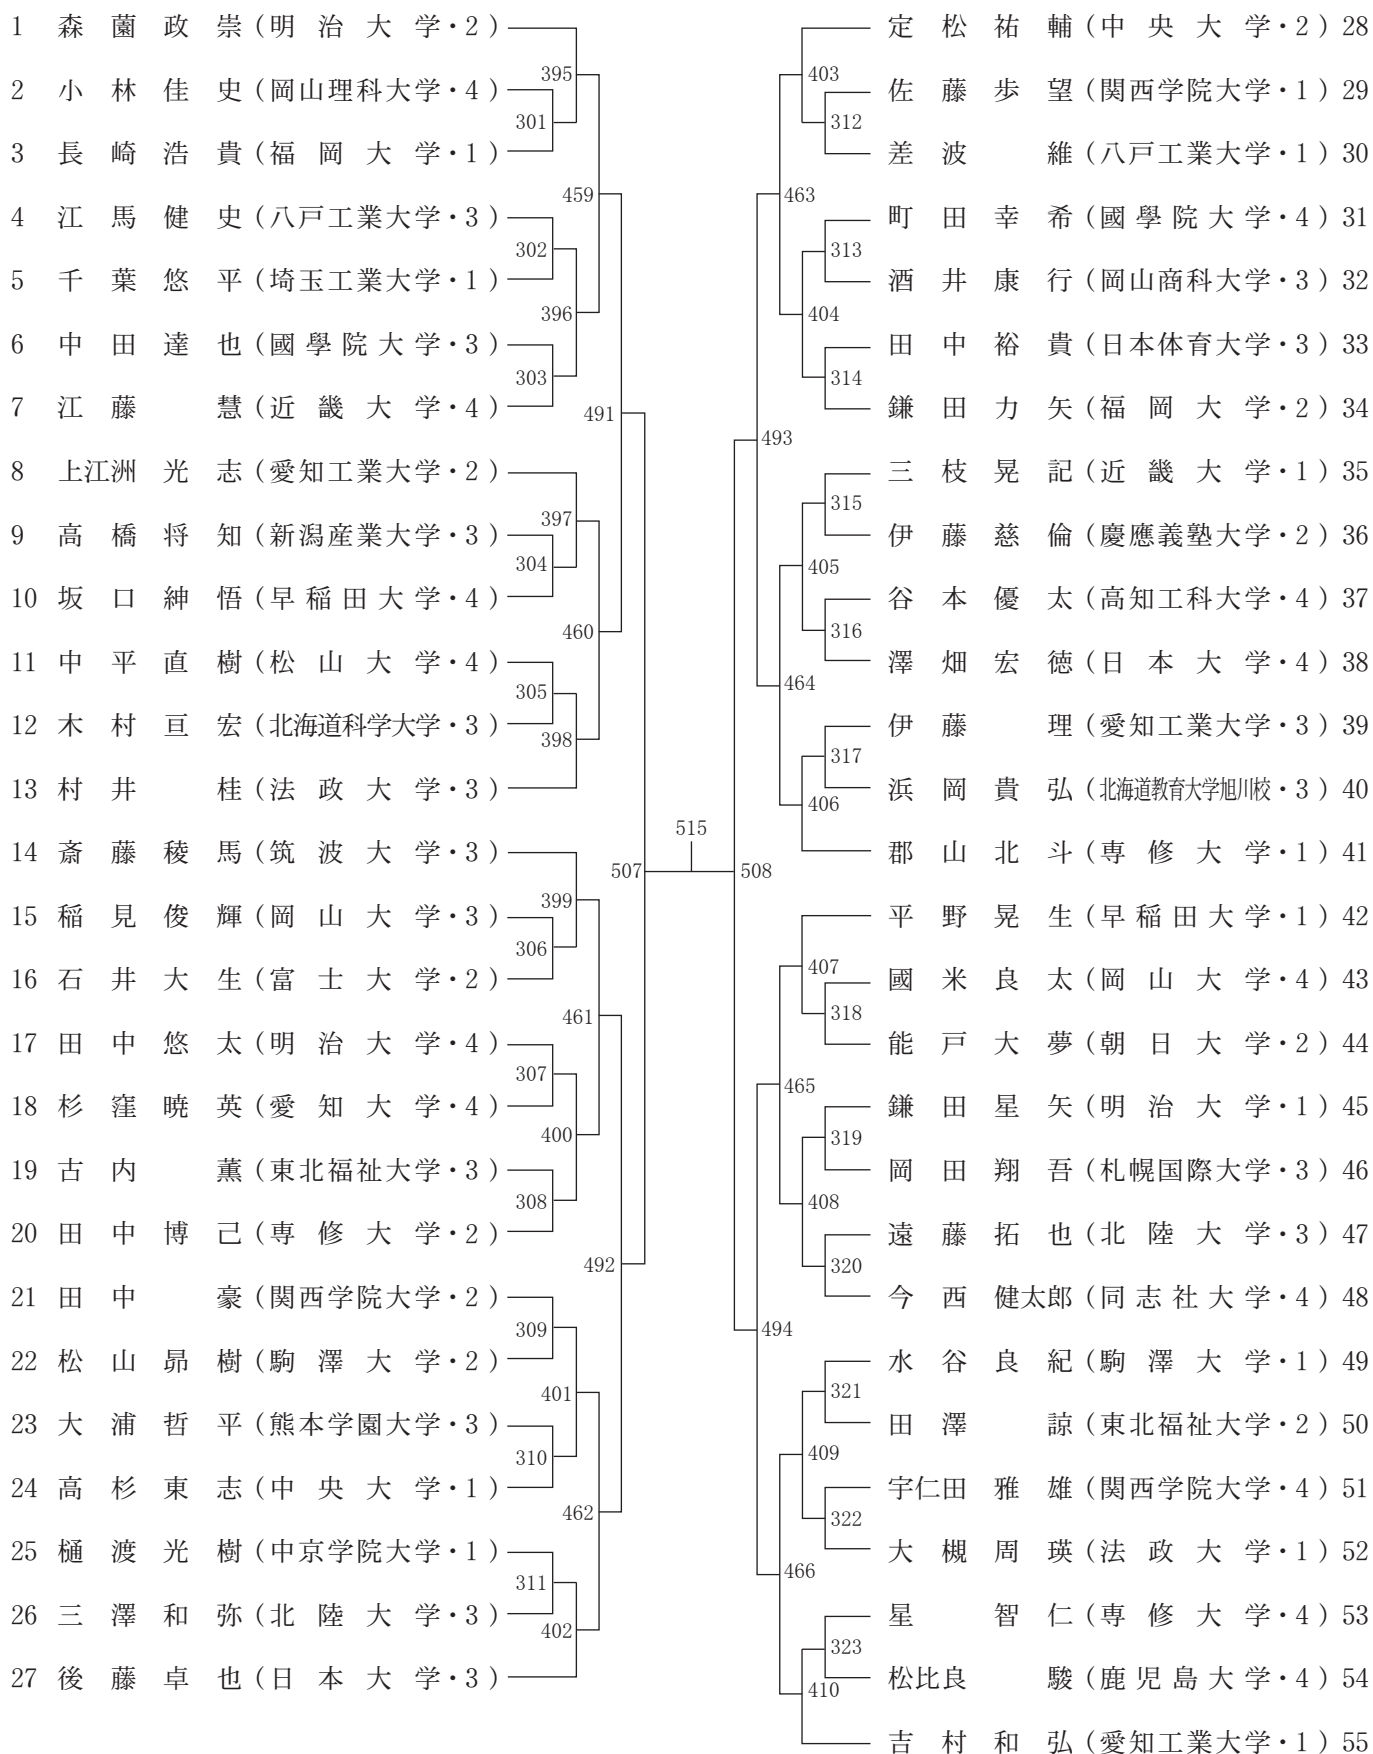 1 森薗政崇（明治大学・2）
2 小林佳史（岡山理科大学・4）
3 長崎浩貴（福岡大学・1）
4 江馬健史（八戸工業大学・3）
5 千葉悠平（埼玉工業大学・1）
6 中田達也（國學院大学・3）
7 江藤慧（近畿大学・4）
8 上江洲光志（愛知工業大学・2）
9 高橋将知（新潟産業大学・3）
10 坂口紳悟（早稲田大学・4）
11 中平直樹（松山大学・4）
12 木村亘宏（北海道科学大学・3）
13 村井桂（法政大学・3）
14 斎藤稜馬（筑波大学・3）
15 稲見俊輝（岡山大学・3）
16 石井大生（富士大学・2）
17 田中悠太（明治大学・4）
18 杉窪暁英（愛知大学・4）
19 古内薫（東北福祉大学・3）
20 田中博己（専修大学・2）
21 田中豪（関西学院大学・2）
22 松山昴樹（駒澤大学・2）
23 大浦哲平（熊本学園大学・3）
24 高杉東志（中央大学・1）
25 樋渡光樹（中京学院大学・1）
26 三澤和弥（北陸大学・3）
27 後藤卓也（日本大学・3）
395
301
459
302
396
303
491
397
304
460
305
398
507
399
306
461
307
400
308
492
309
401
310
462
311
402
515
508
403
312
463
313
404
314
493
315
405
316
464
317
406
407
318
465
319
408
320
494
321
409
322
466
323
410
定松祐輔（中央大学・2）28
佐藤歩望（関西学院大学・1）29
差波維（八戸工業大学・1）30
町田幸希（國學院大学・4）31
酒井康行（岡山商科大学・3）32
田中裕貴（日本体育大学・3）33
鎌田力矢（福岡大学・2）34
三枝晃記（近畿大学・1）35
伊藤慈倫（慶應義塾大学・2）36
谷本優太（高知工科大学・4）37
澤畑宏徳（日本大学・4）38
伊藤理（愛知工業大学・3）39
浜岡貴弘（北海道教育大学旭川校・3）40
郡山北斗（専修大学・1）41
平野晃生（早稲田大学・1）42
國米良太（岡山大学・4）43
能戸大夢（朝日大学・2）44
鎌田星矢（明治大学・1）45
岡田翔吾（札幌国際大学・3）46
遠藤拓也（北陸大学・3）47
今西健太郎（同志社大学・4）48
水谷良紀（駒澤大学・1）49
田澤諒（東北福祉大学・2）50
宇仁田雅雄（関西学院大学・4）51
大槻周瑛（法政大学・1）52
星智仁（専修大学・4）53
松比良駿（鹿児島大学・4）54
吉村和弘（愛知工業大学・1）55